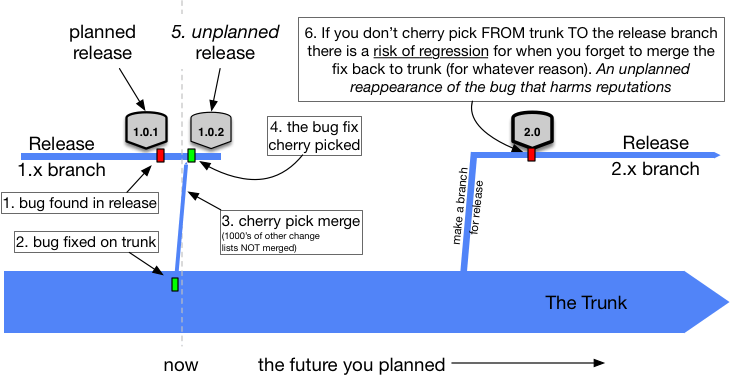 planned
release
5. unplanned
release
6. If you don’t cherry pick FROM trunk TO the release branch
there is a risk of regression for when you forget to merge the
fix back to trunk (for whatever reason). An unplanned
reappearance of the bug that harms reputations
1.0.1
1.0.2
4. the bug fix
cherry picked
2.0
Release
1.x branch
Release
2.x branch
1. bug found in release
3. cherry pick merge
(1000's of other change
lists NOT merged)
make a branch
for release
2. bug fixed on trunk
The Trunk
now
the future you planned